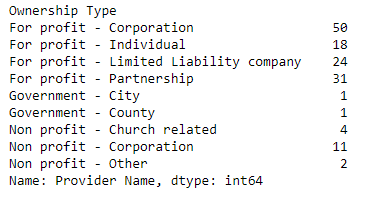 Ownership Type
For profit - Corporation 50
For profit - Individual 18
For profit - Limited Liability company 24
For profit - Partnership 31
Government - City 1
Government - County 1
Non profit - Church related 4
Non profit - Corporation 11
Non profit - Other 2
Name: Provider Name, dtype: int64